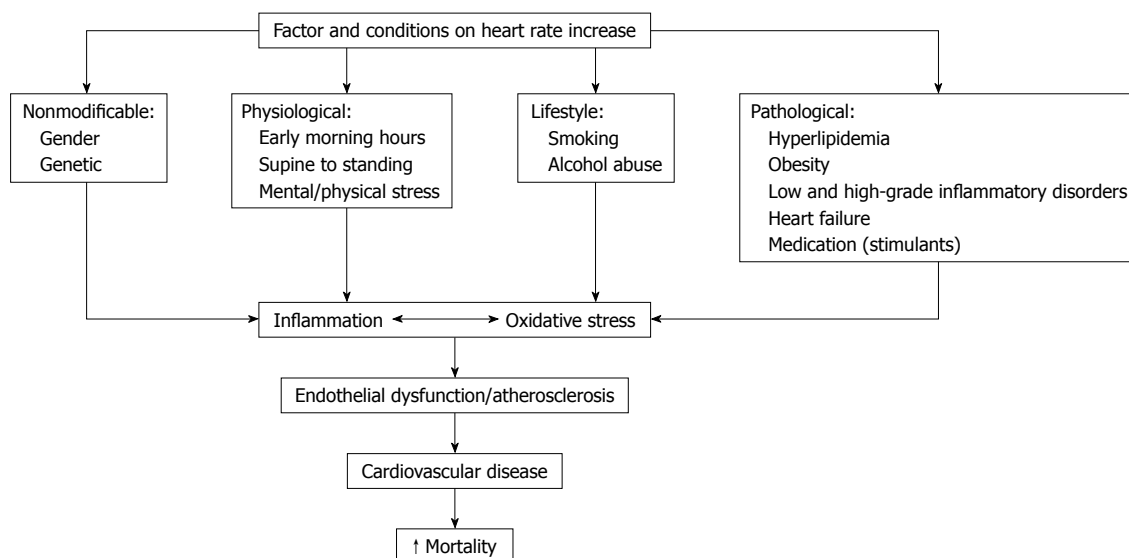 Factor and conditions on heart rate increase
Nonmodificable:
Gender
Genetic
Physiological:
Early morning hours
Supine to standing
Mental/physical stress
Lifestyle:
Smoking
Alcohol abuse
Pathological:
Hyperlipidemia
Obesity
Low and high-grade inflammatory disorders
Heart failure
Medication (stimulants)
Inflammation ⟷ Oxidative stress
Endothelial dysfunction/atherosclerosis
Cardiovascular disease
↑ Mortality